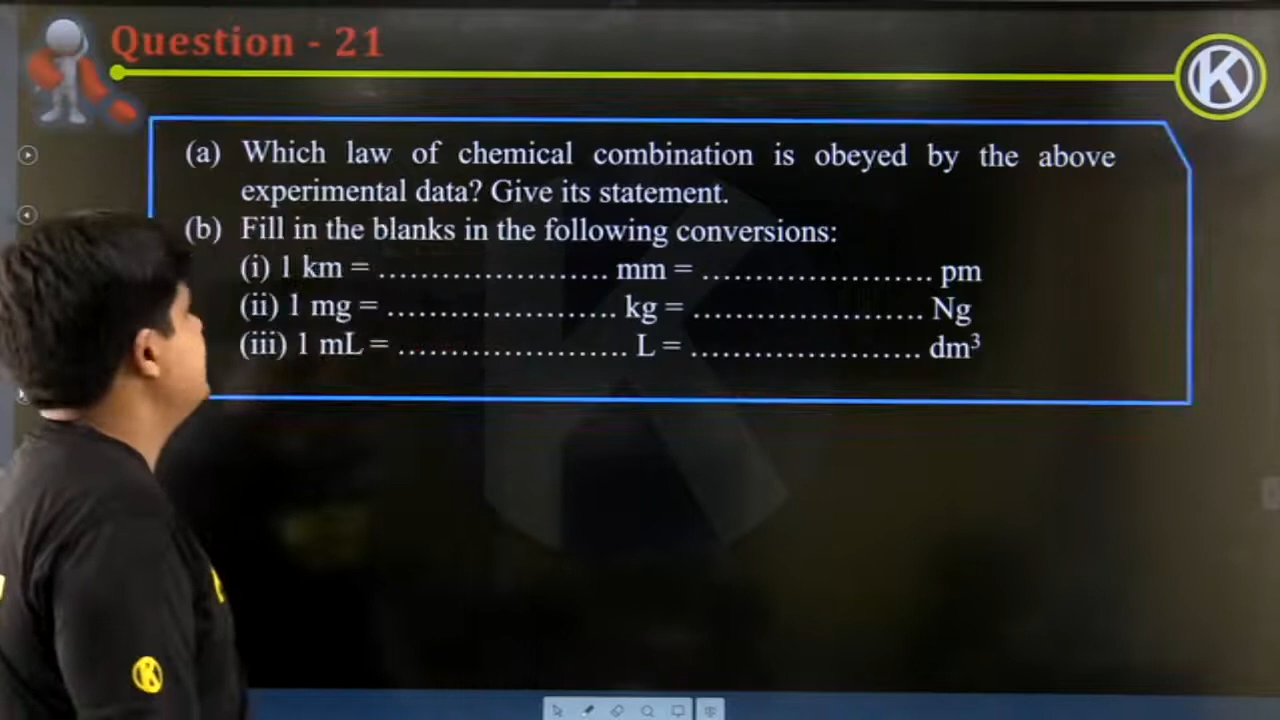 Question - 21
(a) Which law of chemical combination is obeyed by the above
experimental data? Give its statement.
(b) Fill in the blanks in the following conversions:
(i) 1 km = ...................... mm = ...................... pm
(ii) 1 mg = ...................... kg = ...................... Ng
(iii) 1 mL = ...................... L = ...................... dm³
K
K